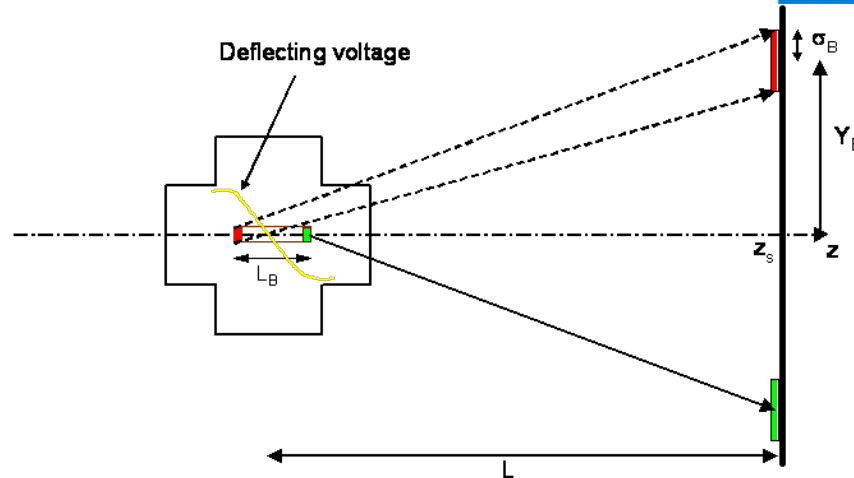 Deflecting voltage
σB
YB
zs
z
LB
L